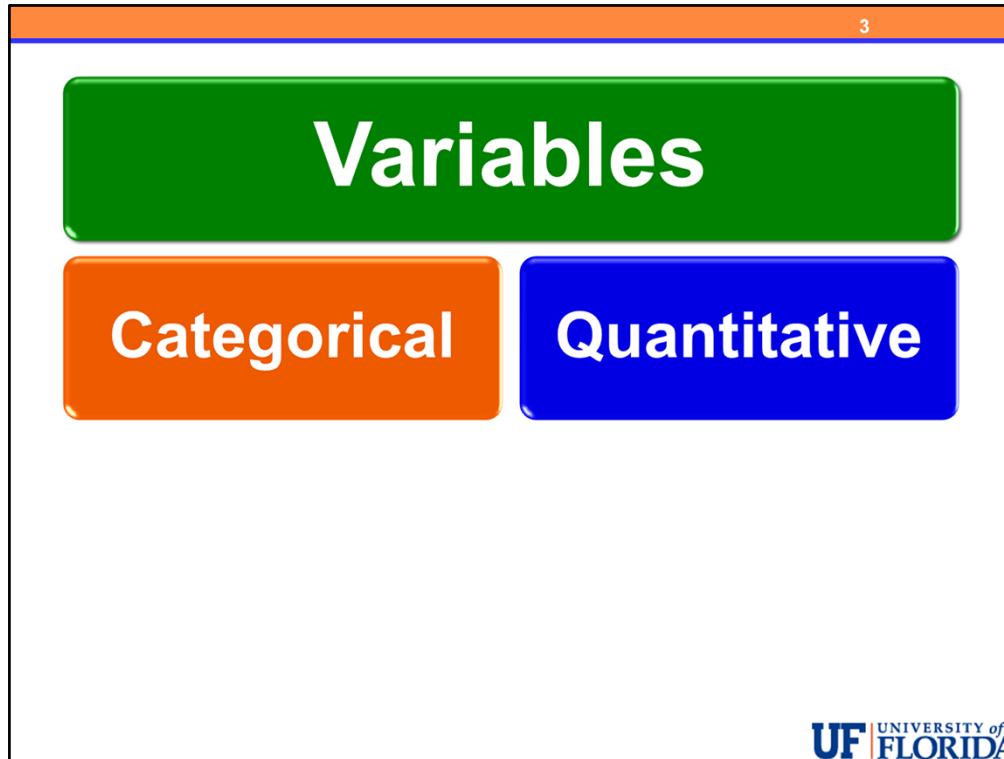 3
Variables
Categorical
Quantitative
UF UNIVERSITY of
FLORIDA